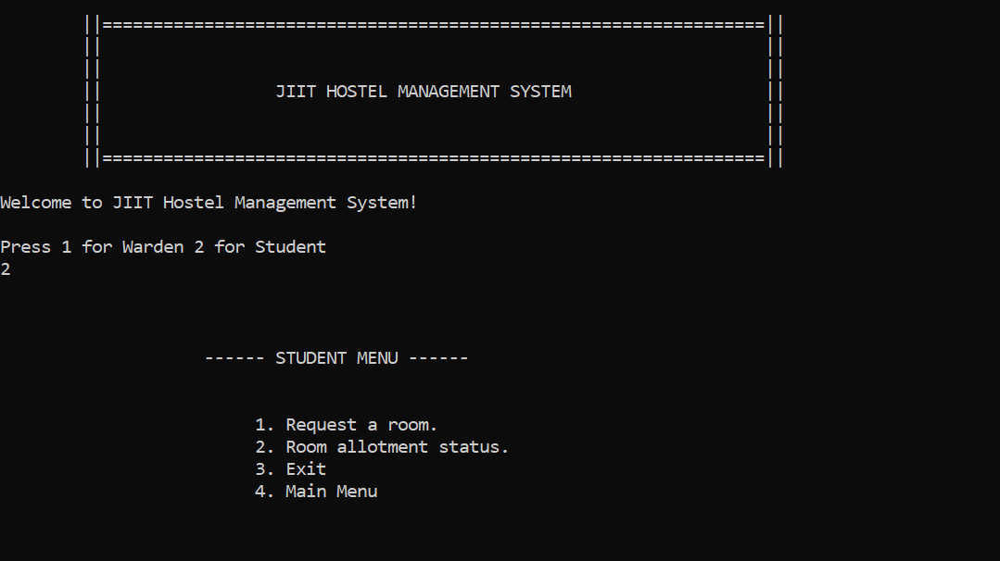 ||=================================================================||
||                                                                 ||
||                                                                 ||
||                 JIIT HOSTEL MANAGEMENT SYSTEM                   ||
||                                                                 ||
||                                                                 ||
||=================================================================||
Welcome to JIIT Hostel Management System!
Press 1 for Warden 2 for Student
2
------ STUDENT MENU ------
1. Request a room.
2. Room allotment status.
3. Exit
4. Main Menu